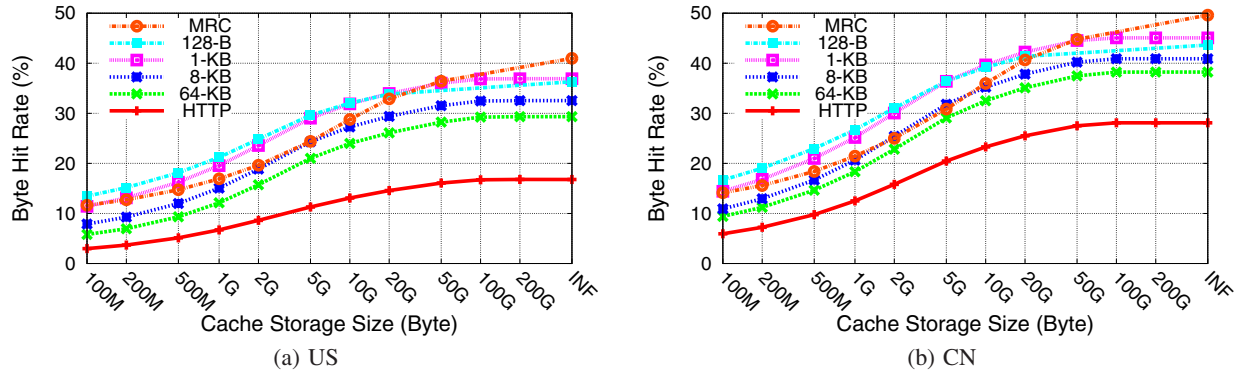 Byte Hit Rate (%)
50
40
30
20
10
0
MRC
128-B
1-KB
8-KB
64-KB
HTTP
100M
200M
500M
1G
2G
5G
10G
20G
50G
100G
200G
INF
Cache Storage Size (Byte)
(a) US
Byte Hit Rate (%)
50
40
30
20
10
0
MRC
128-B
1-KB
8-KB
64-KB
HTTP
100M
200M
500M
1G
2G
5G
10G
20G
50G
100G
200G
INF
Cache Storage Size (Byte)
(b) CN